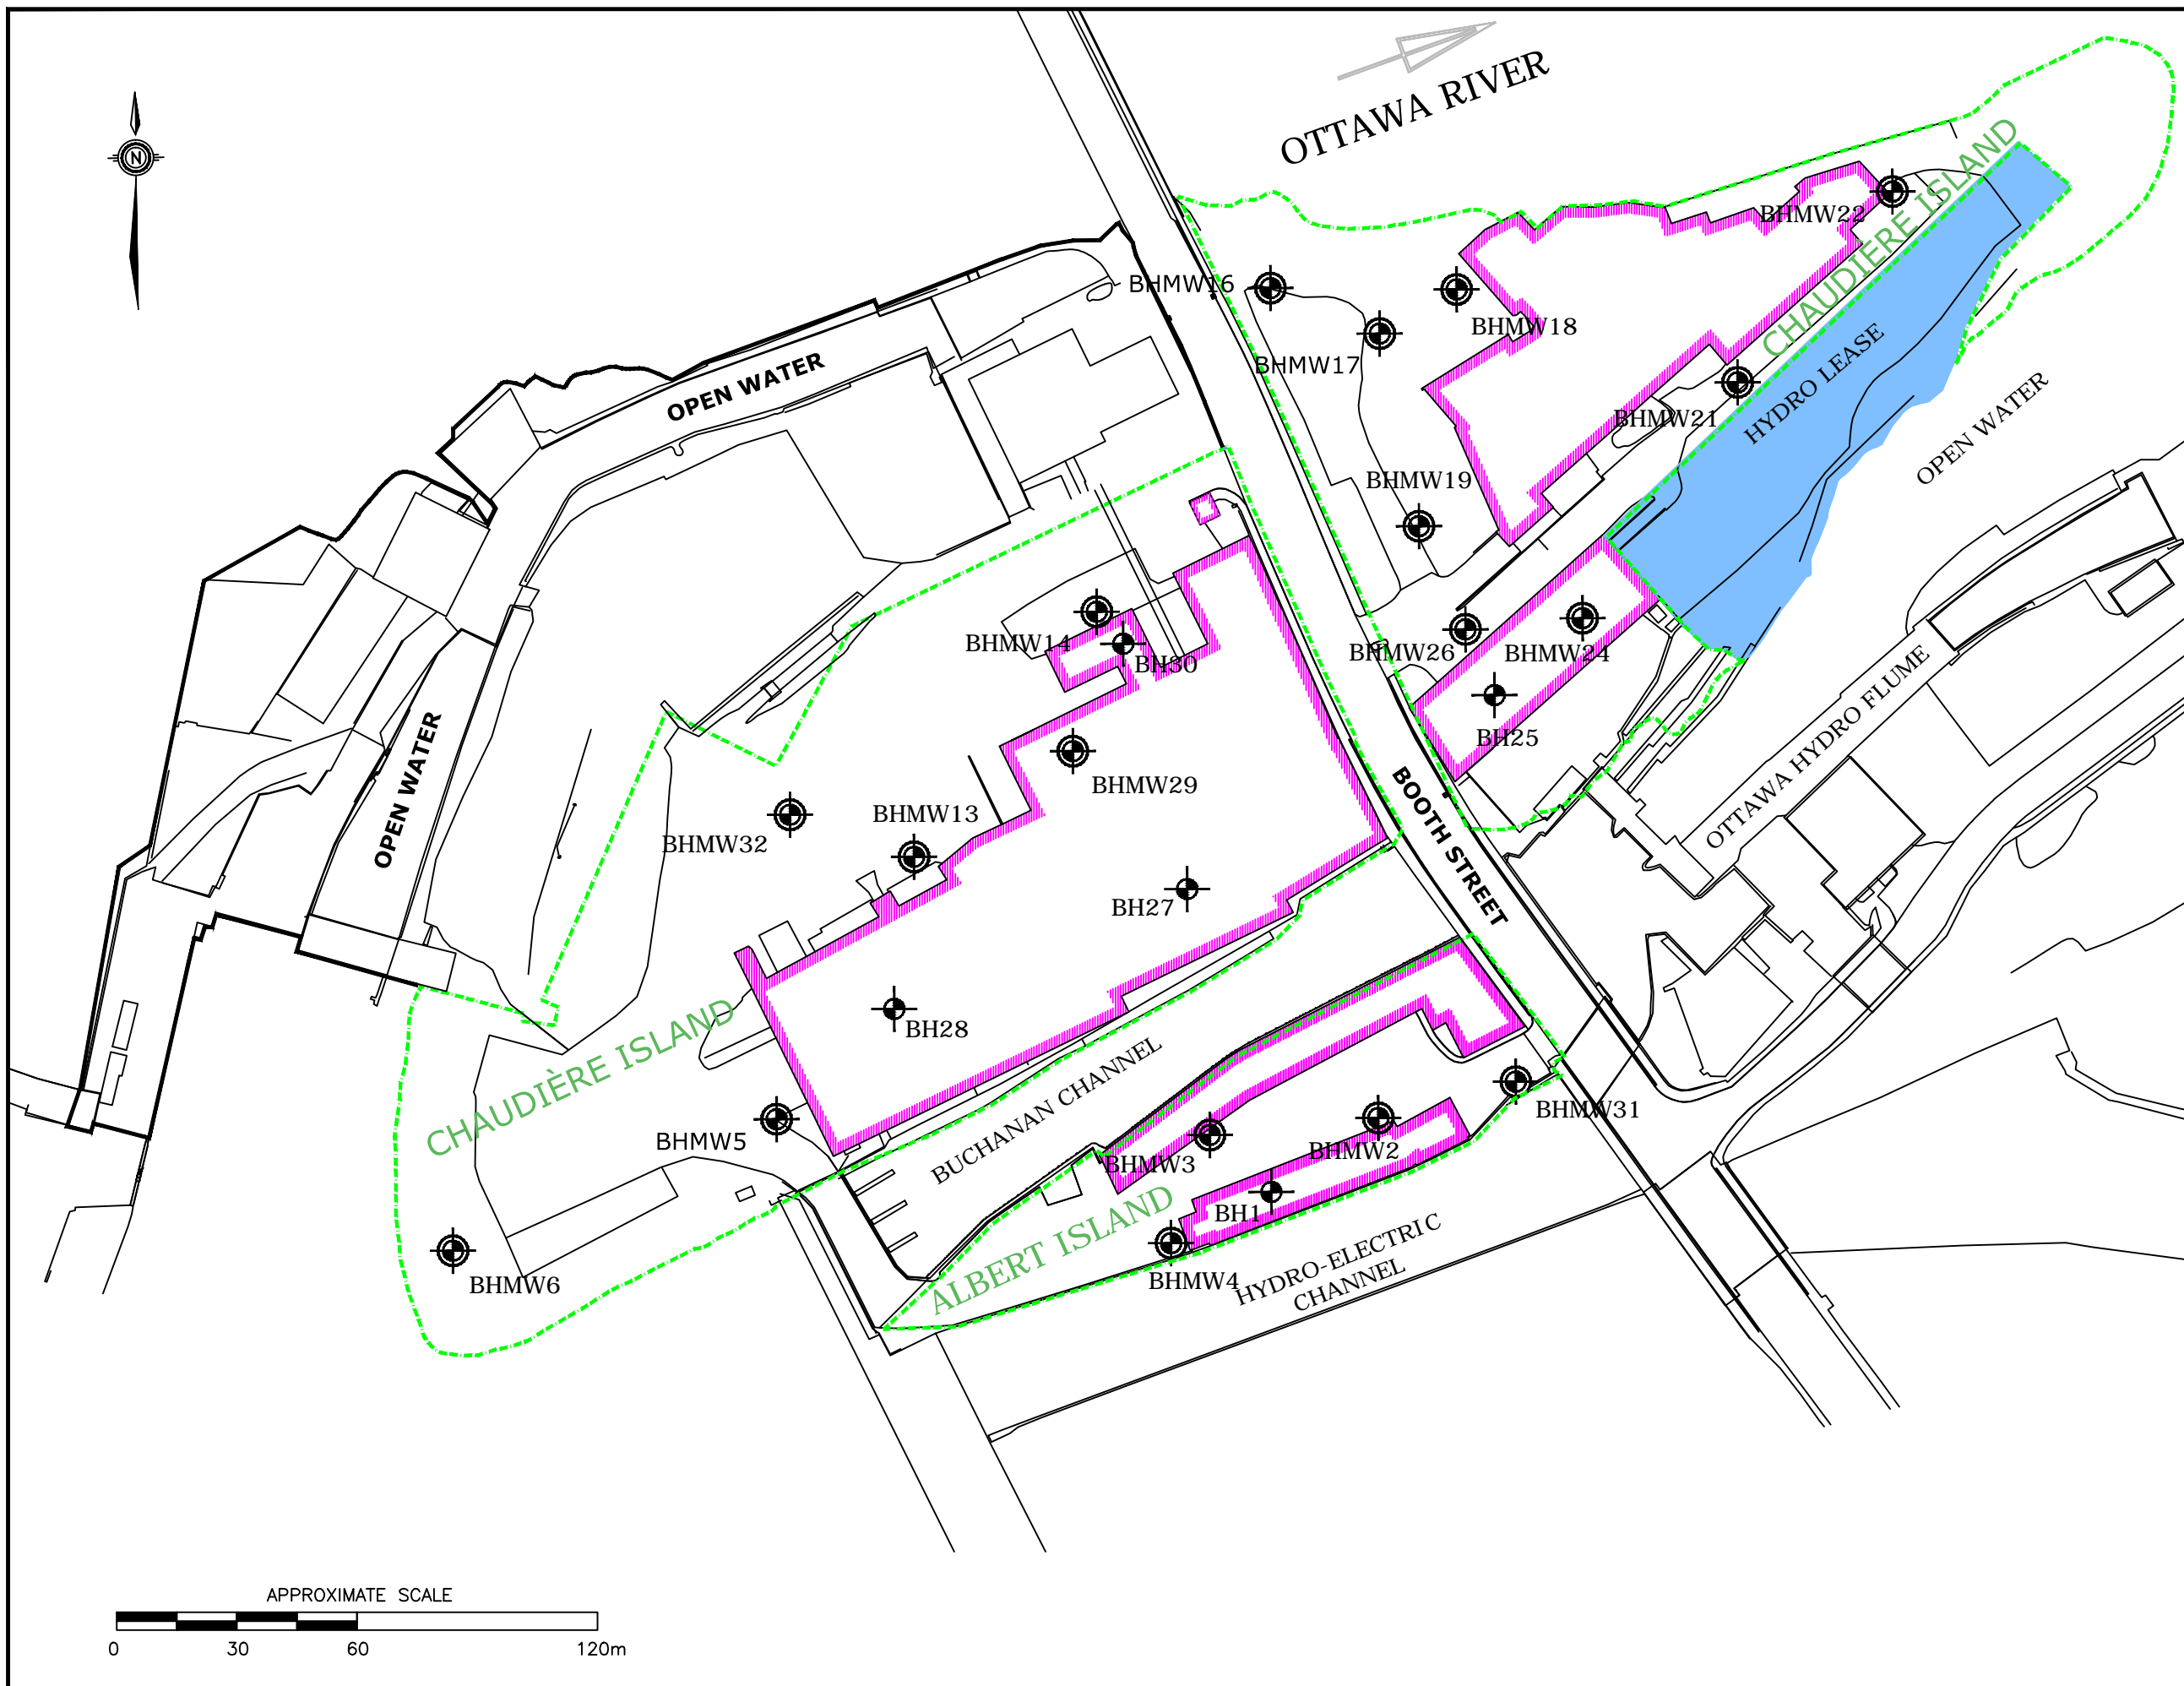 OTTAWA RIVER
N
CHAUDIÈRE ISLAND
BHMW22
BHMW16
BHMW18
BHMW17
OPEN WATER
HYDRO LEASE
BHMW21
OPEN WATER
BHMW19
BHMW14
BH30
BHMW26
BHMW24
BH25
OTTAWA HYDRO FLUME
OPEN WATER
BHMW29
BHMW13
BHMW32
BOOTH STREET
BH27
BH28
CHAUDIÈRE ISLAND
BUCHANAN CHANNEL
BHMW31
BHMW5
BHMW3
BHMW2
BH1
ALBERT ISLAND
BHMW4
HYDRO-ELECTRIC
CHANNEL
BHMW6
APPROXIMATE SCALE
0 30 60 120m